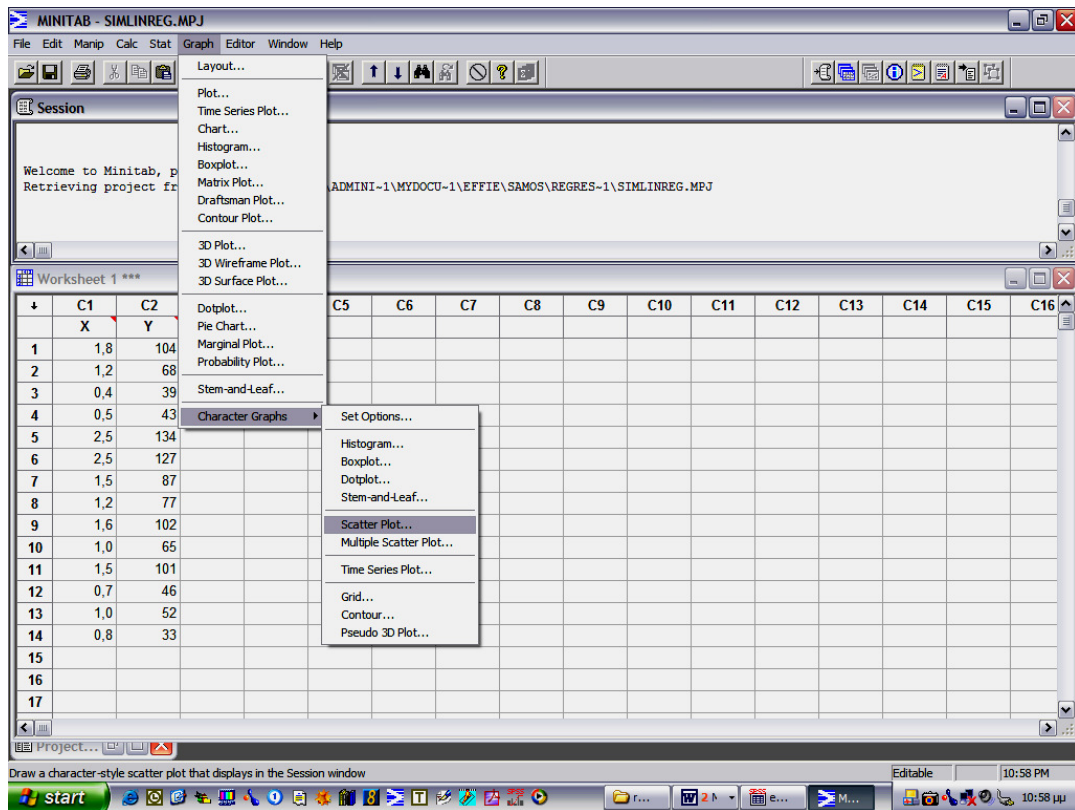 MINITAB - SIMLINREG.MPJ
File Edit Manip Calc Stat Graph Editor Window Help
Session
Welcome to Minitab, p
Retrieving project fr \ADMINI~1\MYDOCU~1\EFFIE\SAMOS\REGRES~1\SIMLINREG.MPJ
Layout...
Plot...
Time Series Plot...
Chart...
Histogram...
Boxplot...
Matrix Plot...
Draftsman Plot...
Contour Plot...
3D Plot...
3D Wireframe Plot...
3D Surface Plot...
Dotplot...
Pie Chart...
Marginal Plot...
Probability Plot...
Stem-and-Leaf...
Character Graphs
Set Options...
Histogram...
Boxplot...
Dotplot...
Stem-and-Leaf...
Scatter Plot...
Multiple Scatter Plot...
Time Series Plot...
Grid...
Contour...
Pseudo 3D Plot...
Worksheet 1 ***
C1 C2 C5 C6 C7 C8 C9 C10 C11 C12 C13 C14 C15 C16
X Y
1 1,8 104
2 1,2 68
3 0,4 39
4 0,5 43
5 2,5 134
6 2,5 127
7 1,5 87
8 1,2 77
9 1,6 102
10 1,0 65
11 1,5 101
12 0,7 46
13 1,0 52
14 0,8 33
15
16
17
Project...
Draw a character-style scatter plot that displays in the Session window Editable 10:58 PM
start r... 2 e... M... 10:58 μμ